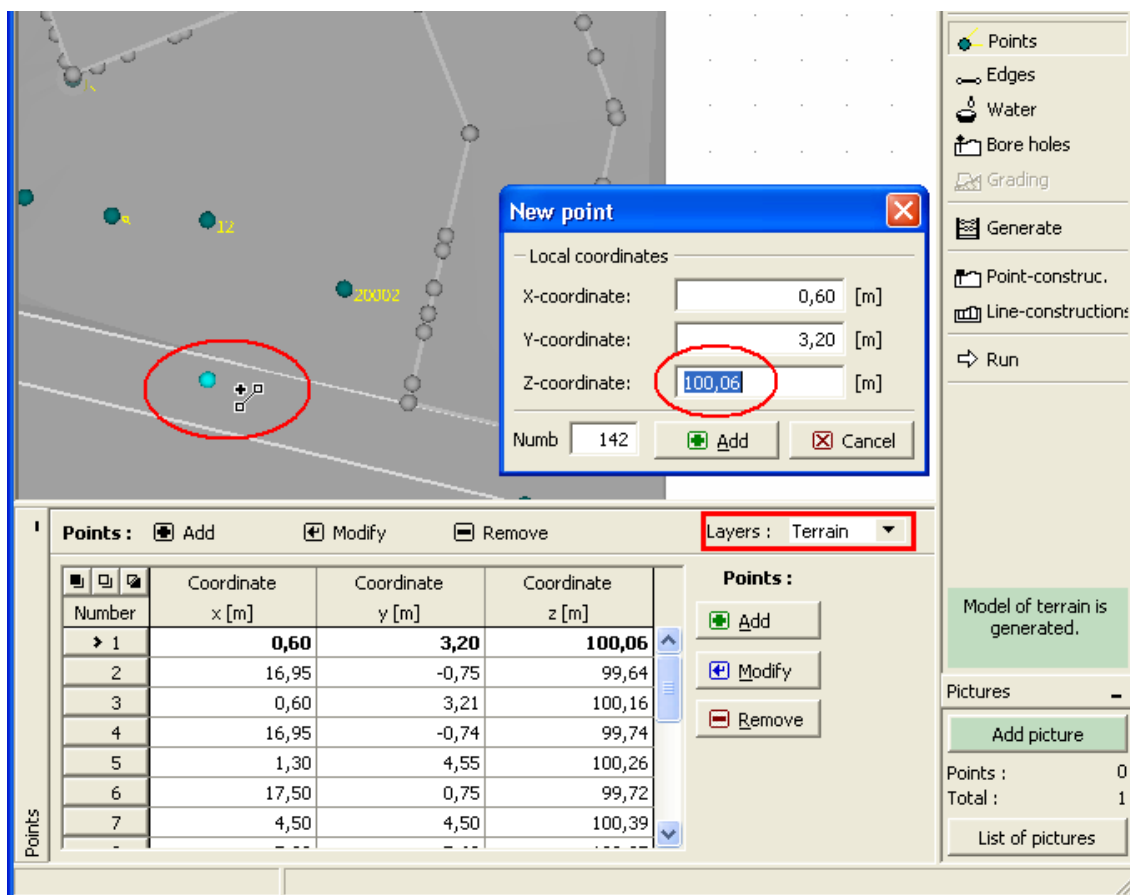 Points
Edges
Water
Bore holes
Grading
Generate
Point-construc.
Line-constructions
Run
9
12
20002
New point
Local coordinates
X-coordinate: 0,60 [m]
Y-coordinate: 3,20 [m]
Z-coordinate: 100,06 [m]
Numb 142 Add Cancel
Points : Add Modify Remove Layers : Terrain
Number Coordinate x [m] Coordinate y [m] Coordinate z [m]
1 0,60 3,20 100,06
2 16,95 -0,75 99,64
3 0,60 3,21 100,16
4 16,95 -0,74 99,74
5 1,30 4,55 100,26
6 17,50 0,75 99,72
7 4,50 4,50 100,39
Points :
Add
Modify
Remove
Points
Model of terrain is
generated.
Pictures
Add picture
Points : 0
Total : 1
List of pictures